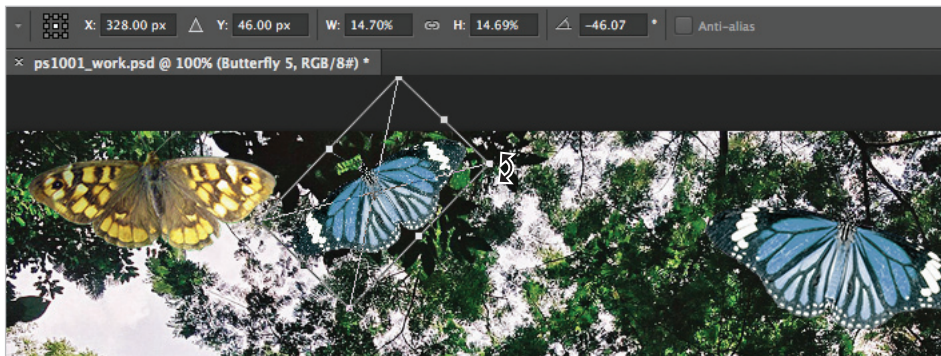 X: 328.00 px Y: 46.00 px W: 14.70% H: 14.69% -46.07 ° Anti-alias
× ps1001_work.psd @ 100% (Butterfly 5, RGB/8#) *